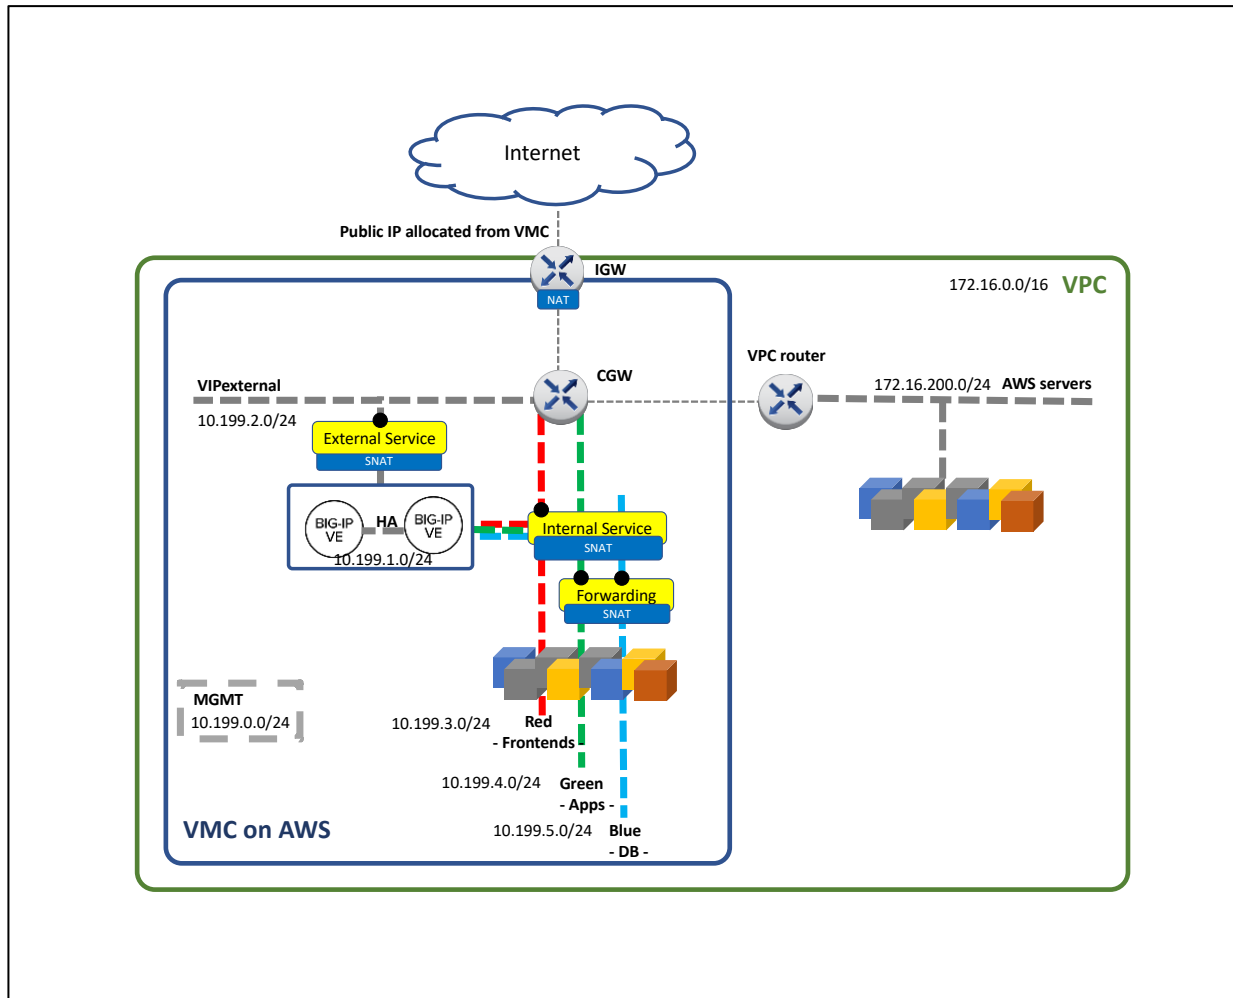 Internet
Public IP allocated from VMC
IGW
NAT
172.16.0.0/16 VPC
VPC router
CGW
VIPexternal
172.16.200.0/24 AWS servers
10.199.2.0/24
External Service
SNAT
BIG-IP
VE
HA
BIG-IP
VE
10.199.1.0/24
Internal Service
SNAT
Forwarding
SNAT
MGMT
10.199.0.0/24
10.199.3.0/24 Red
- Frontends -
10.199.4.0/24 Green
- Apps -
10.199.5.0/24 Blue
- DB -
VMC on AWS